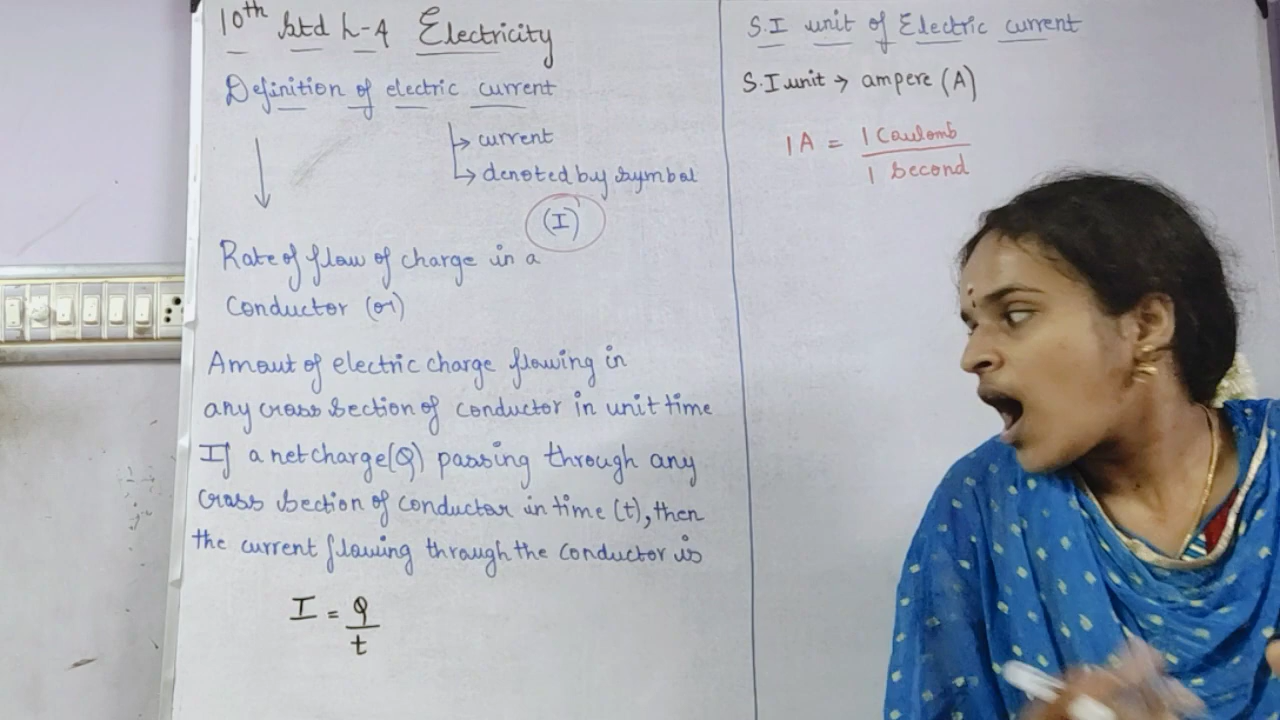 10th std L-4 Electricity
Definition of electric current
→ current
→ denoted by symbol
(I)
Rate of flow of charge in a
Conductor (or)
Amout of electric charge flowing in
any cross section of conductor in unit time
If a net charge(Q) passing through any
cross section of conductor in time (t), then
the current flowing through the conductor is
I = Q/t
S.I unit of Electric current
S.I unit → ampere (A)
1 A = 1 Coulomb / 1 Second